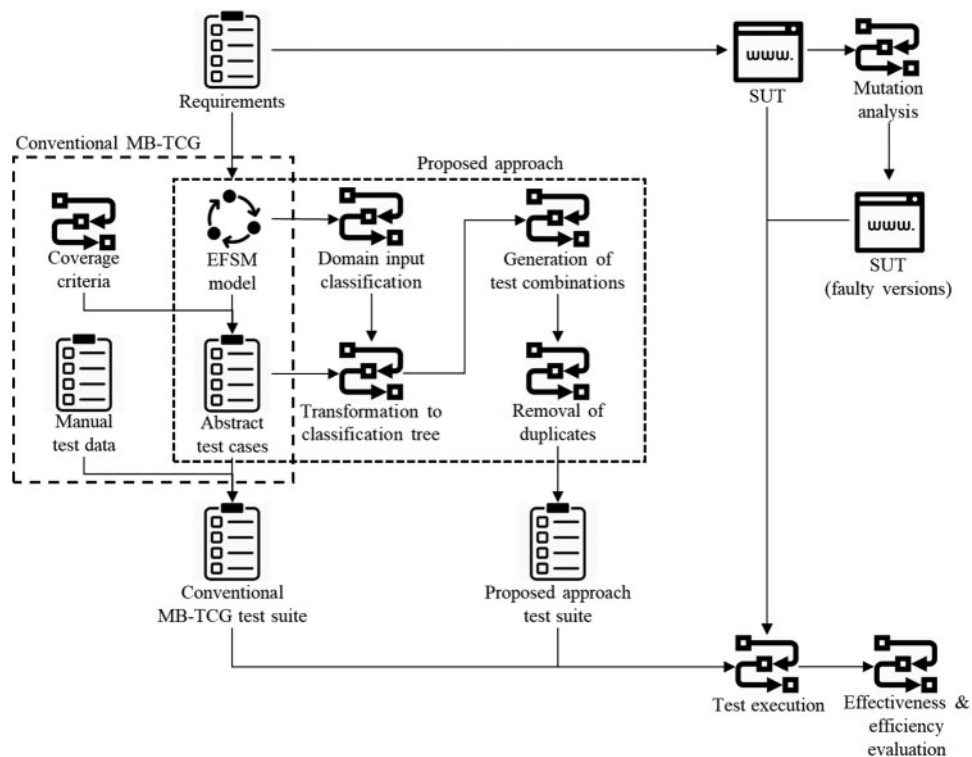 www.
Requirements
SUT
Mutation
analysis
Conventional MB-TCG
Proposed approach
www.
Coverage
criteria
EFSM
model
Domain input
classification
Generation of
test combinations
SUT
(faulty versions)
Manual
test data
Abstract
test cases
Transformation to
classification tree
Removal of
duplicates
Conventional
MB-TCG test suite
Proposed approach
test suite
Test execution
Effectiveness &
efficiency
evaluation